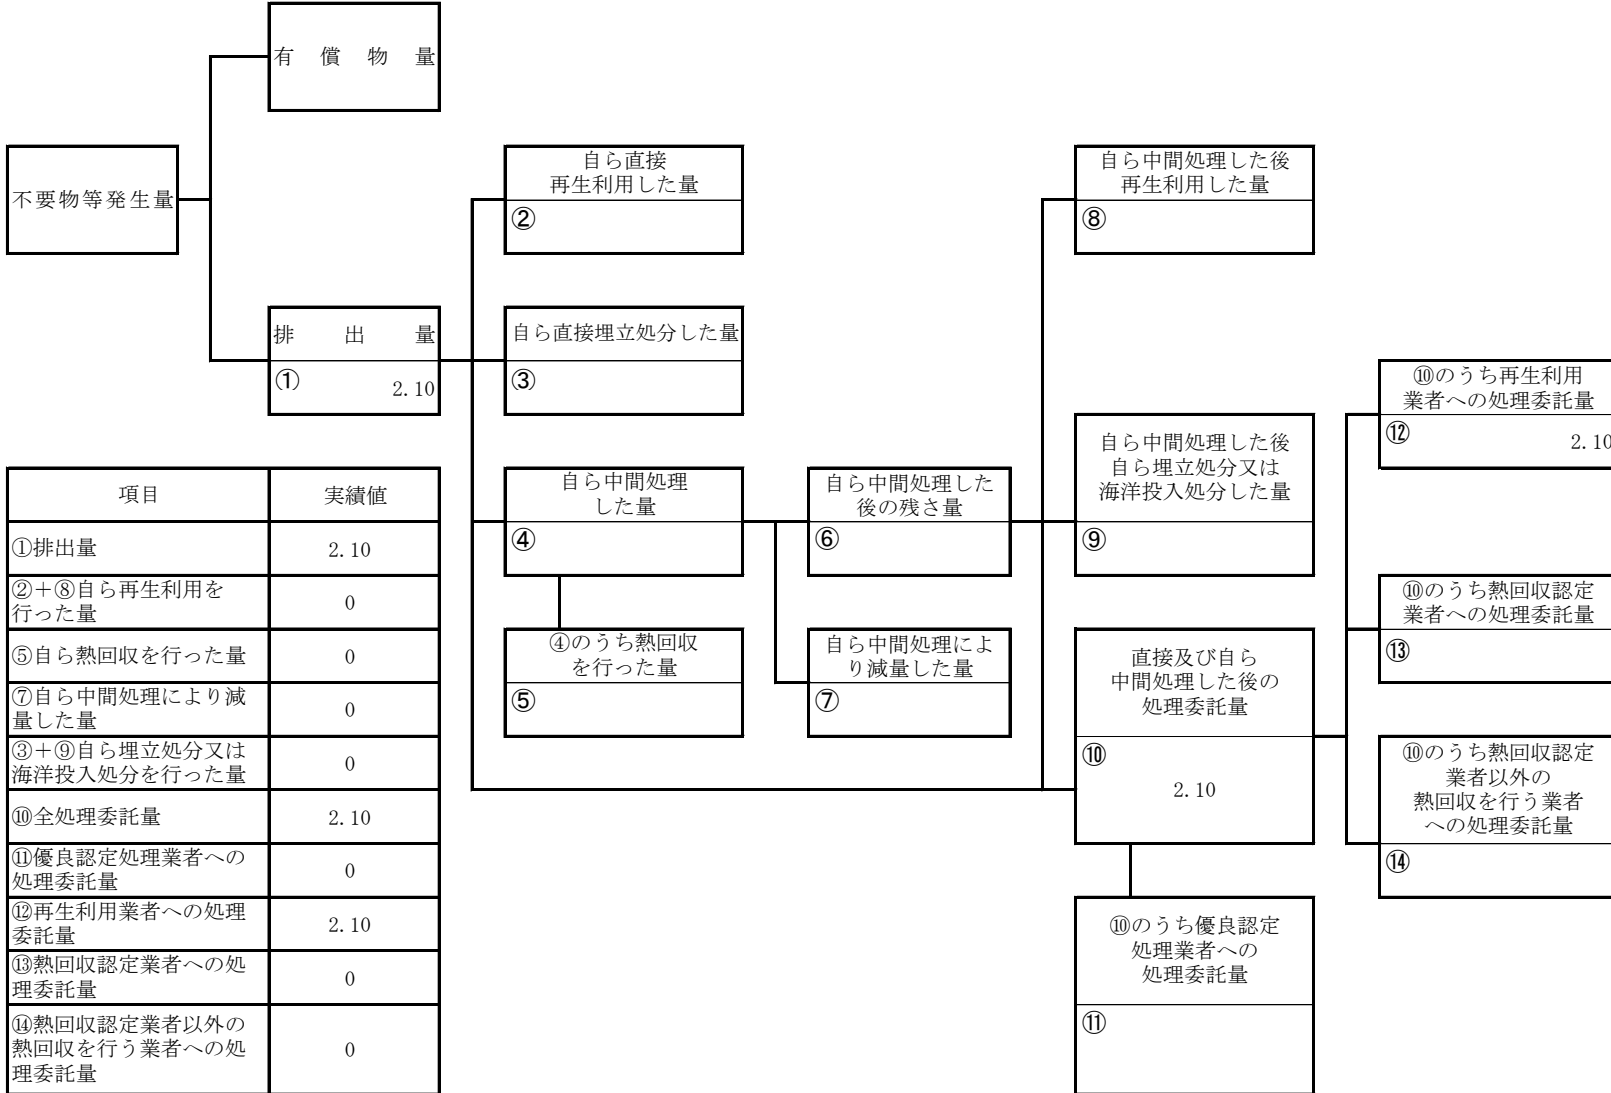 有償物量
不要物等発生量
排出量
① 2.10
自ら直接
再生利用した量
②
自ら直接埋立処分した量
③
自ら中間処理
した量
④
④のうち熱回収
を行った量
⑤
自ら中間処理した
後の残さ量
⑥
自ら中間処理によ
り減量した量
⑦
自ら中間処理した後
再生利用した量
⑧
自ら中間処理した後
自ら埋立処分又は
海洋投入処分した量
⑨
直接及び自ら
中間処理した後の
処理委託量
⑩
2.10
⑩のうち優良認定
処理業者への
処理委託量
⑪
⑩のうち再生利用
業者への処理委託量
⑫ 2.10
⑩のうち熱回収認定
業者への処理委託量
⑬
⑩のうち熱回収認定
業者以外の
熱回収を行う業者
への処理委託量
⑭
項目 実績値
①排出量 2.10
②+⑧自ら再生利用を
行った量 0
⑤自ら熱回収を行った量 0
⑦自ら中間処理により減
量した量 0
③+⑨自ら埋立処分又は
海洋投入処分を行った量 0
⑩全処理委託量 2.10
⑪優良認定処理業者への
処理委託量 0
⑫再生利用業者への処理
委託量 2.10
⑬熱回収認定業者への処
理委託量 0
⑭熱回収認定業者以外の
熱回収を行う業者への処
理委託量 0